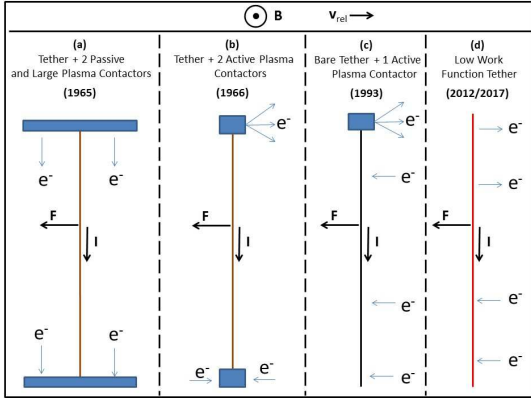 B
v_rel
(a)
Tether + 2 Passive
and Large Plasma Contactors
(1965)
(b)
Tether + 2 Active Plasma
Contactors
(1966)
(c)
Bare Tether + 1 Active
Plasma Contactor
(1993)
(d)
Low Work
Function Tether
(2012/2017)
e⁻
e⁻
F
I
e⁻
e⁻
e⁻
F
I
e⁻
e⁻
e⁻
e⁻
F
I
e⁻
e⁻
e⁻
e⁻
F
I
e⁻
e⁻